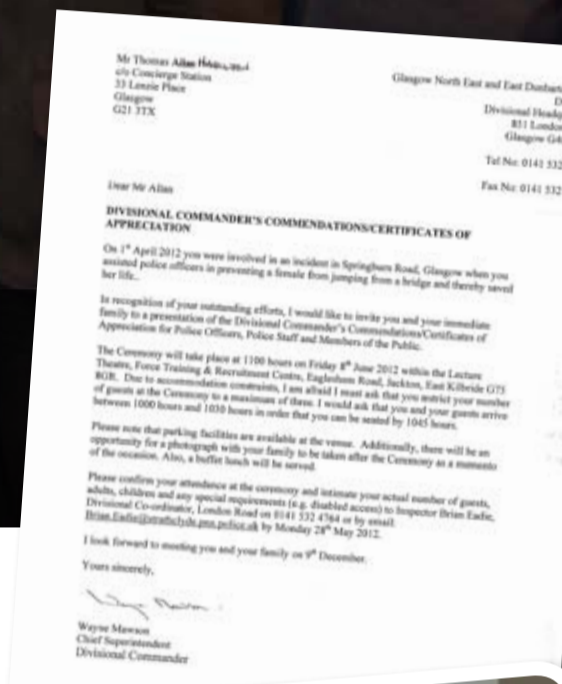 Mr Thomas Allan
c/o Concierge Station
33 Lenzie Place
Glasgow
G21 3TX
Glasgow North East and East Dunbart
D
Divisional Headq
851 London
Glasgow G4
Tel No: 0141 532
Fax No: 0141 532
Dear Mr Allan
DIVISIONAL COMMANDER'S COMMENDATIONS/CERTIFICATES OF
APPRECIATION
On 1st April 2012 you were involved in an incident in Springburn Road, Glasgow when you
assisted police officers in preventing a female from jumping from a bridge and thereby saved
her life..
In recognition of your outstanding efforts, I would like to invite you and your immediate
family to a presentation of the Divisional Commander's Commendations/Certificates of
Appreciation for Police Officers, Police Staff and Members of the Public.
The Ceremony will take place at 1100 hours on Friday 8th June 2012 within the Lecture
Theatre, Force Training & Recruitment Centre, Eaglesham Road, Jackton, East Kilbride G75
8GR. Due to accommodation constraints, I am afraid I must ask that you restrict your number
of guests at the Ceremony to a maximum of three. I would ask that you and your guests arrive
between 1000 hours and 1030 hours in order that you can be seated by 1045 hours.
Please note that parking facilities are available at the venue. Additionally, there will be an
opportunity for a photograph with your family to be taken after the Ceremony as a memento
of the occasion. Also, a buffet lunch will be served.
Please confirm your attendance at the ceremony and intimate your actual number of guests,
adults, children and any special requirements (e.g. disabled access) to Inspector Brian Eadie,
Divisional Co-ordinator, London Road on 0141 532 4764 or by email
Brian.Eadie@strathclyde.pnn.police.uk by Monday 28th May 2012.
I look forward to meeting you and your family on 9th December.
Yours sincerely,
Wayne Mawson
Chief Superintendent
Divisional Commander